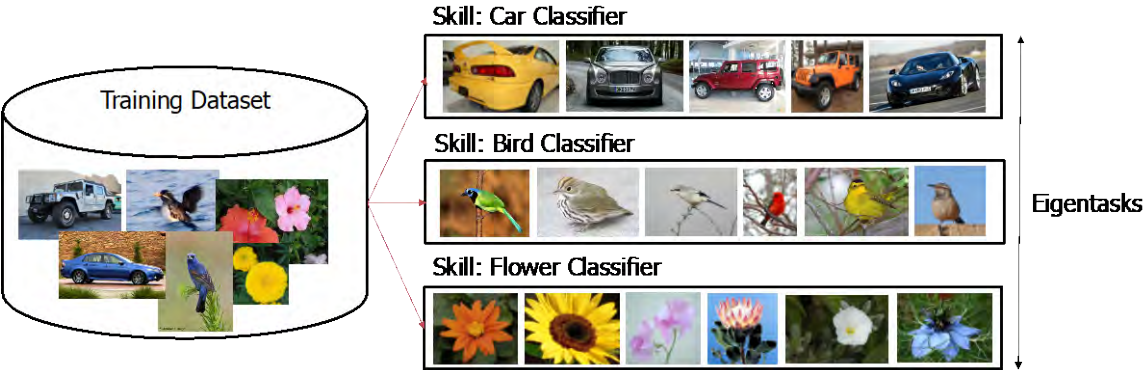 Skill: Car Classifier
Training Dataset
Skill: Bird Classifier
Eigentasks
Skill: Flower Classifier